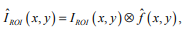 Î_ROI(x,y) = I_ROI(x,y) ⊗ f̂(x,y),